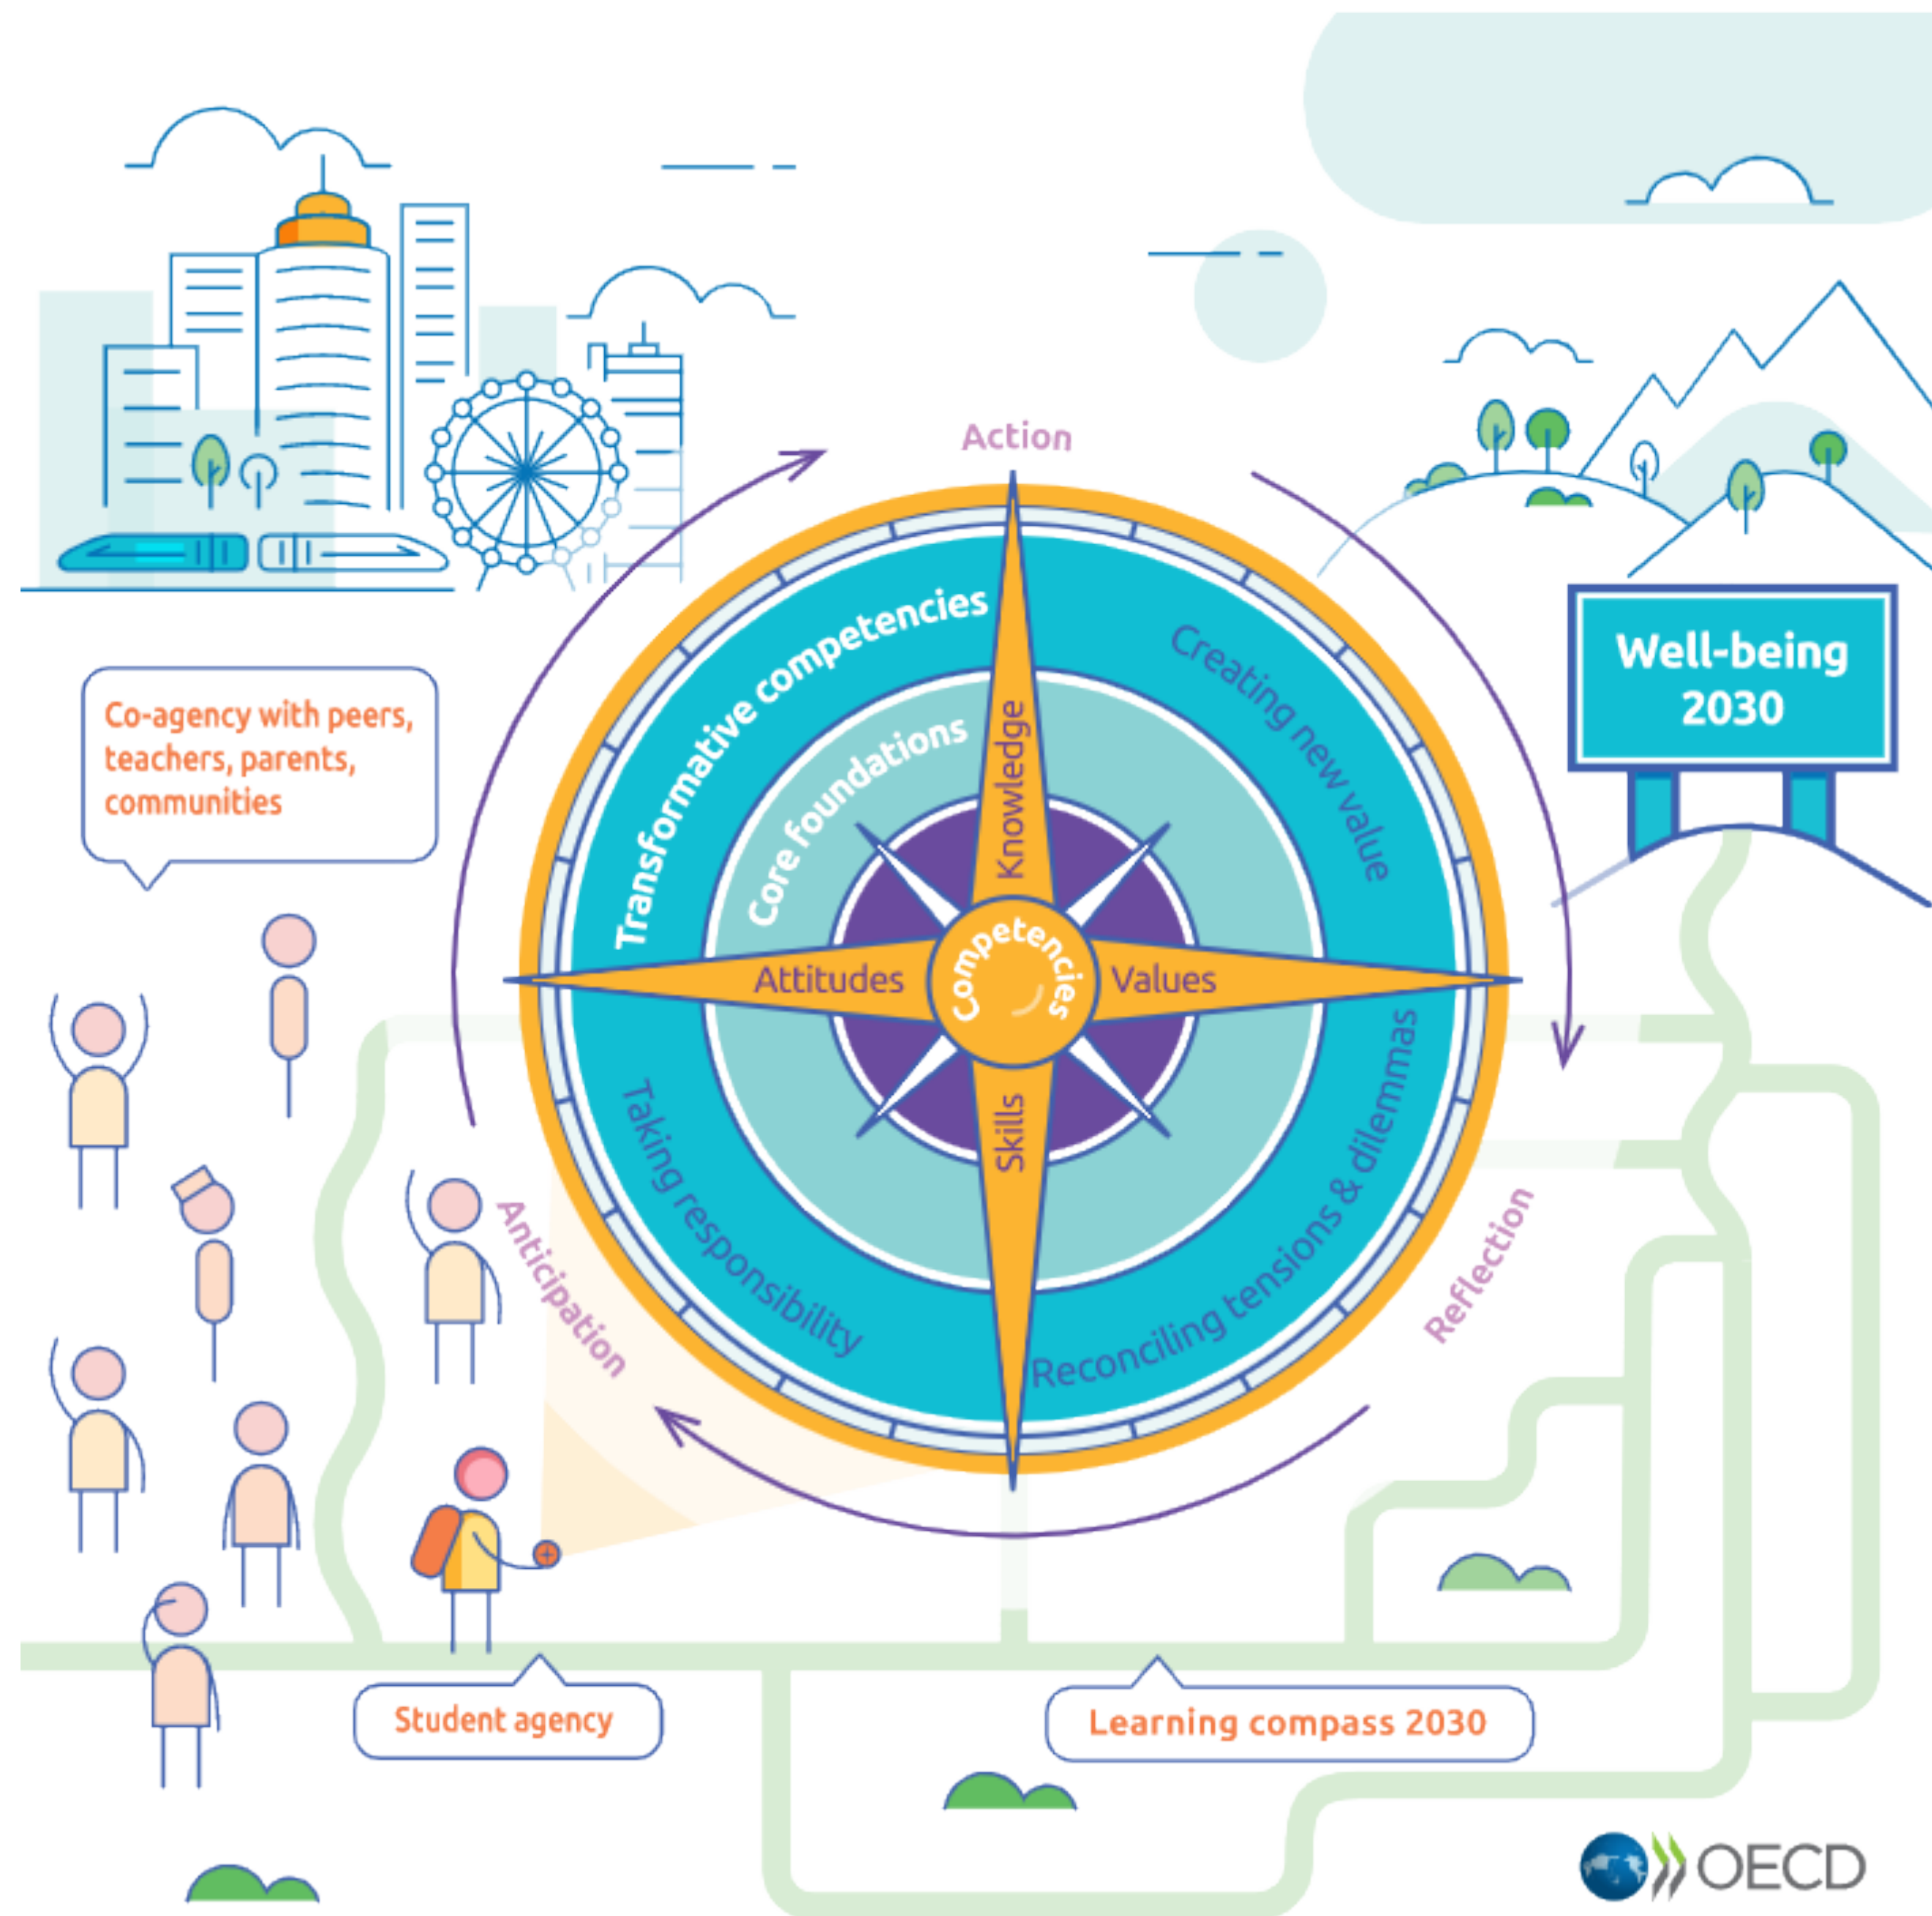 Action
Transformative competencies
Creating new value
Core foundations
Knowledge
Well-being
2030
Co-agency with peers,
teachers, parents,
communities
Competencies
Attitudes
Values
Skills
Taking responsibility
Reconciling tensions & dilemmas
Anticipation
Reflection
Student agency
Learning compass 2030
OECD